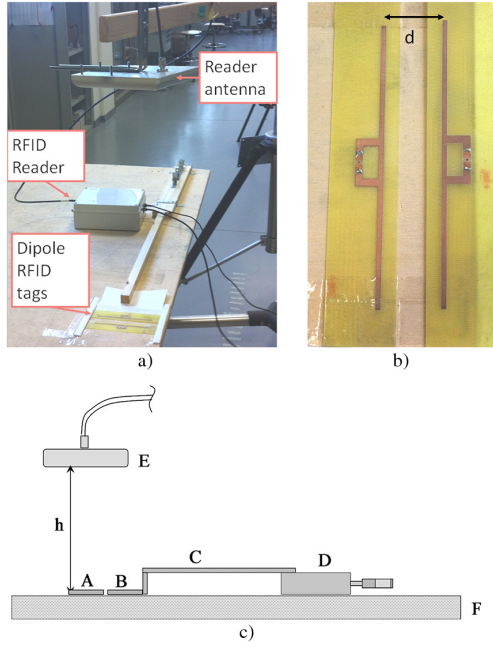 Reader
antenna
RFID
Reader
Dipole
RFID
tags
d
a)
b)
E
h
A
B
C
D
F
c)